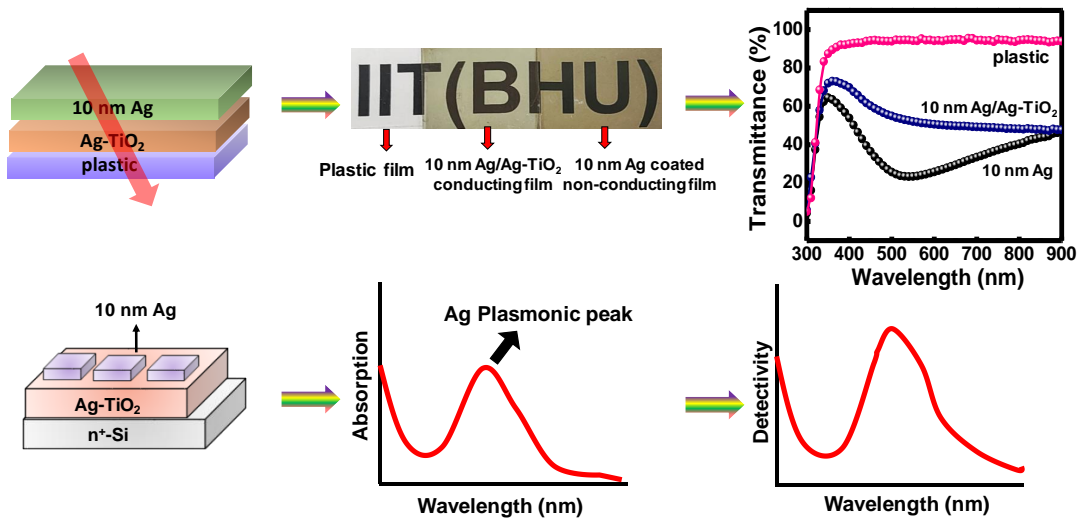 10 nm Ag
Ag-TiO₂
plastic
IIT(BHU)
Plastic film
10 nm Ag/Ag-TiO₂
conducting film
10 nm Ag coated
non-conducting film
Transmittance (%)
100
80
60
40
20
0
plastic
10 nm Ag/Ag-TiO₂
10 nm Ag
300 400 500 600 700 800 900
Wavelength (nm)
10 nm Ag
Ag-TiO₂
n⁺-Si
Absorption
Ag Plasmonic peak
Wavelength (nm)
Detectivity
Wavelength (nm)